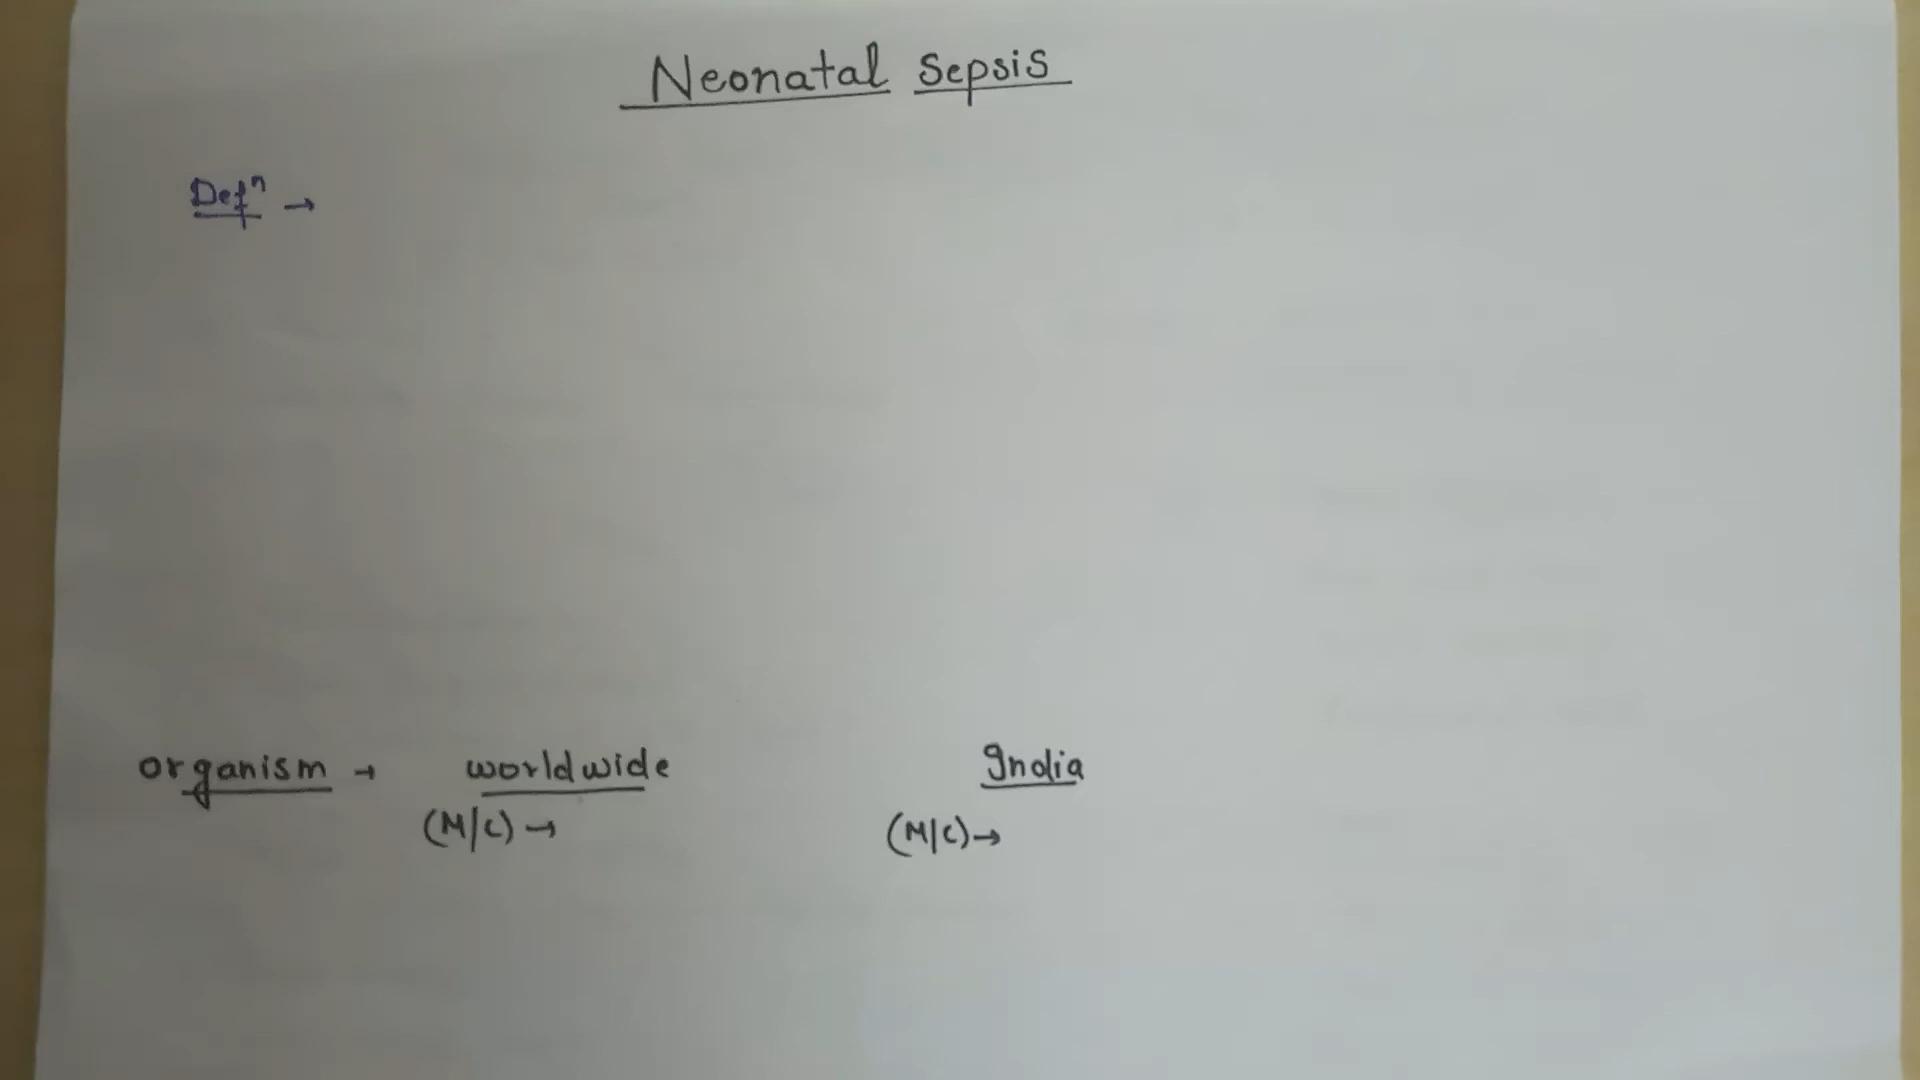 Neonatal Sepsis
Defⁿ →
organism → worldwide India
(M/C) → (M/C)→